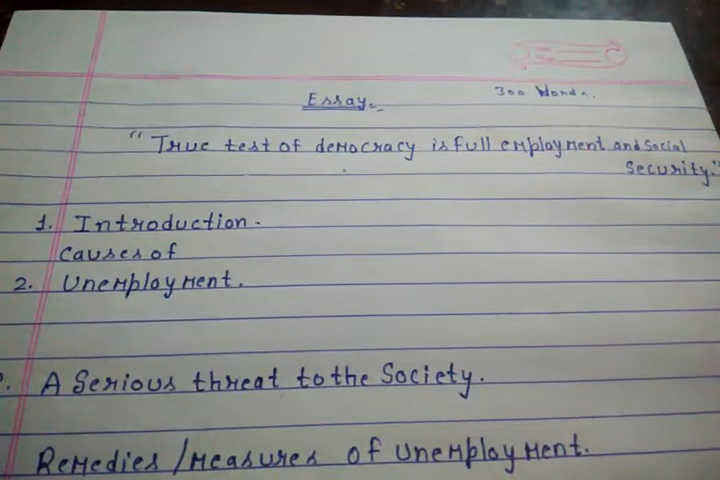 300 Words.
Essay.
"True test of democracy is full employment and Social
Security."
1. Introduction.
Causes of
2. Unemployment.
A Serious threat to the Society.
Remedies/Measures of Unemployment.